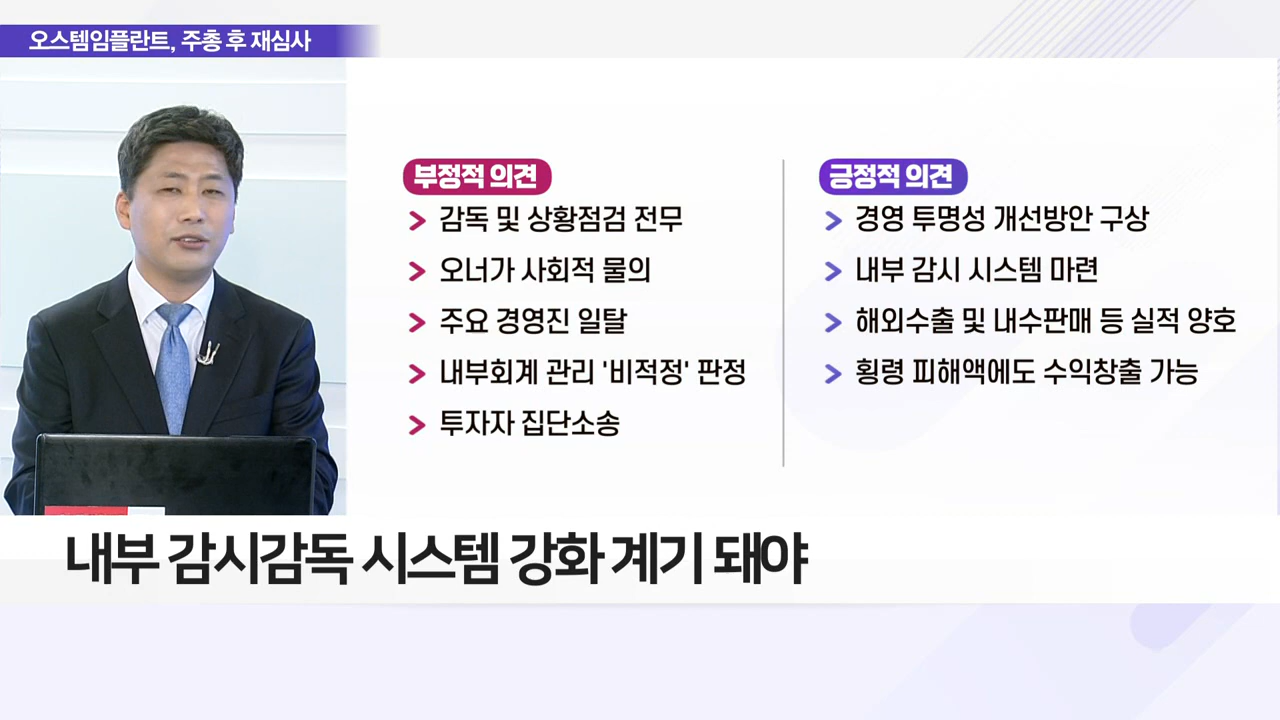 오스템임플란트, 주총 후 재심사
부정적 의견
감독 및 상황점검 전무
오너가 사회적 물의
주요 경영진 일탈
내부회계 관리 '비적정' 판정
투자자 집단소송
긍정적 의견
경영 투명성 개선방안 구상
내부 감시 시스템 마련
해외수출 및 내수판매 등 실적 양호
횡령 피해액에도 수익창출 가능
내부 감시감독 시스템 강화 계기 돼야